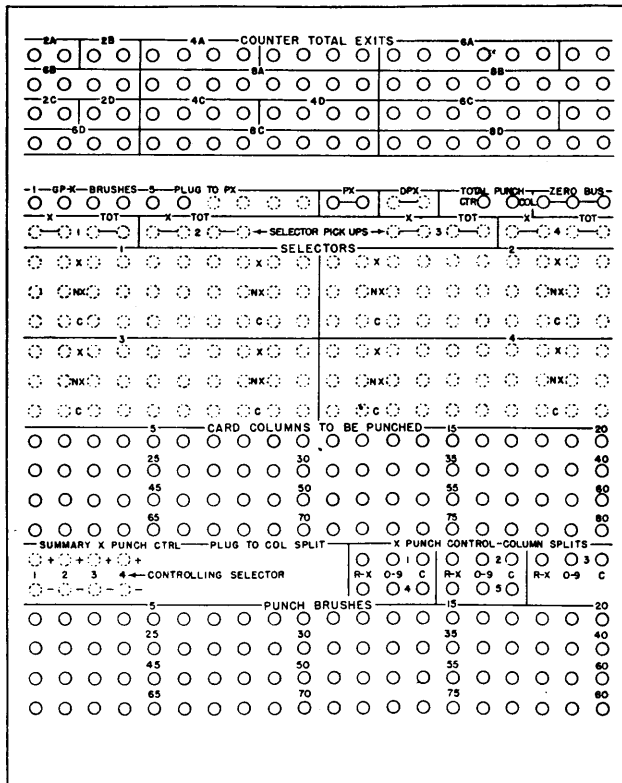 COUNTER TOTAL EXITS
2A 2B 4A 6A
6B 8A 8B
2C 2D 4C 4D 6C
6D 8C 8D
1 GP-X BRUSHES 5 PLUG TO PX PX DPX TOTAL PUNCH ZERO BUS
CTR COL
X TOT X TOT X TOT X TOT
1 2 ←SELECTOR PICK UPS→ 3 4
1 SELECTORS 2
X X X X
NX NX NX NX
C C C C
3 4
X X X X
NX NX NX NX
C C C C
5 CARD COLUMNS TO BE PUNCHED 15 20
25 30 35 40
45 50 55 60
65 70 75 80
SUMMARY X PUNCH CTRL PLUG TO COL SPLIT X PUNCH CONTROL-COLUMN SPLITS
+ + + + 1 2 3
1 2 3 4←CONTROLLING SELECTOR R-X 0-9 C R-X 0-9 C R-X 0-9 C
- - - - 4 5
5 PUNCH BRUSHES 15 20
25 30 35 40
45 50 55 60
65 70 75 80